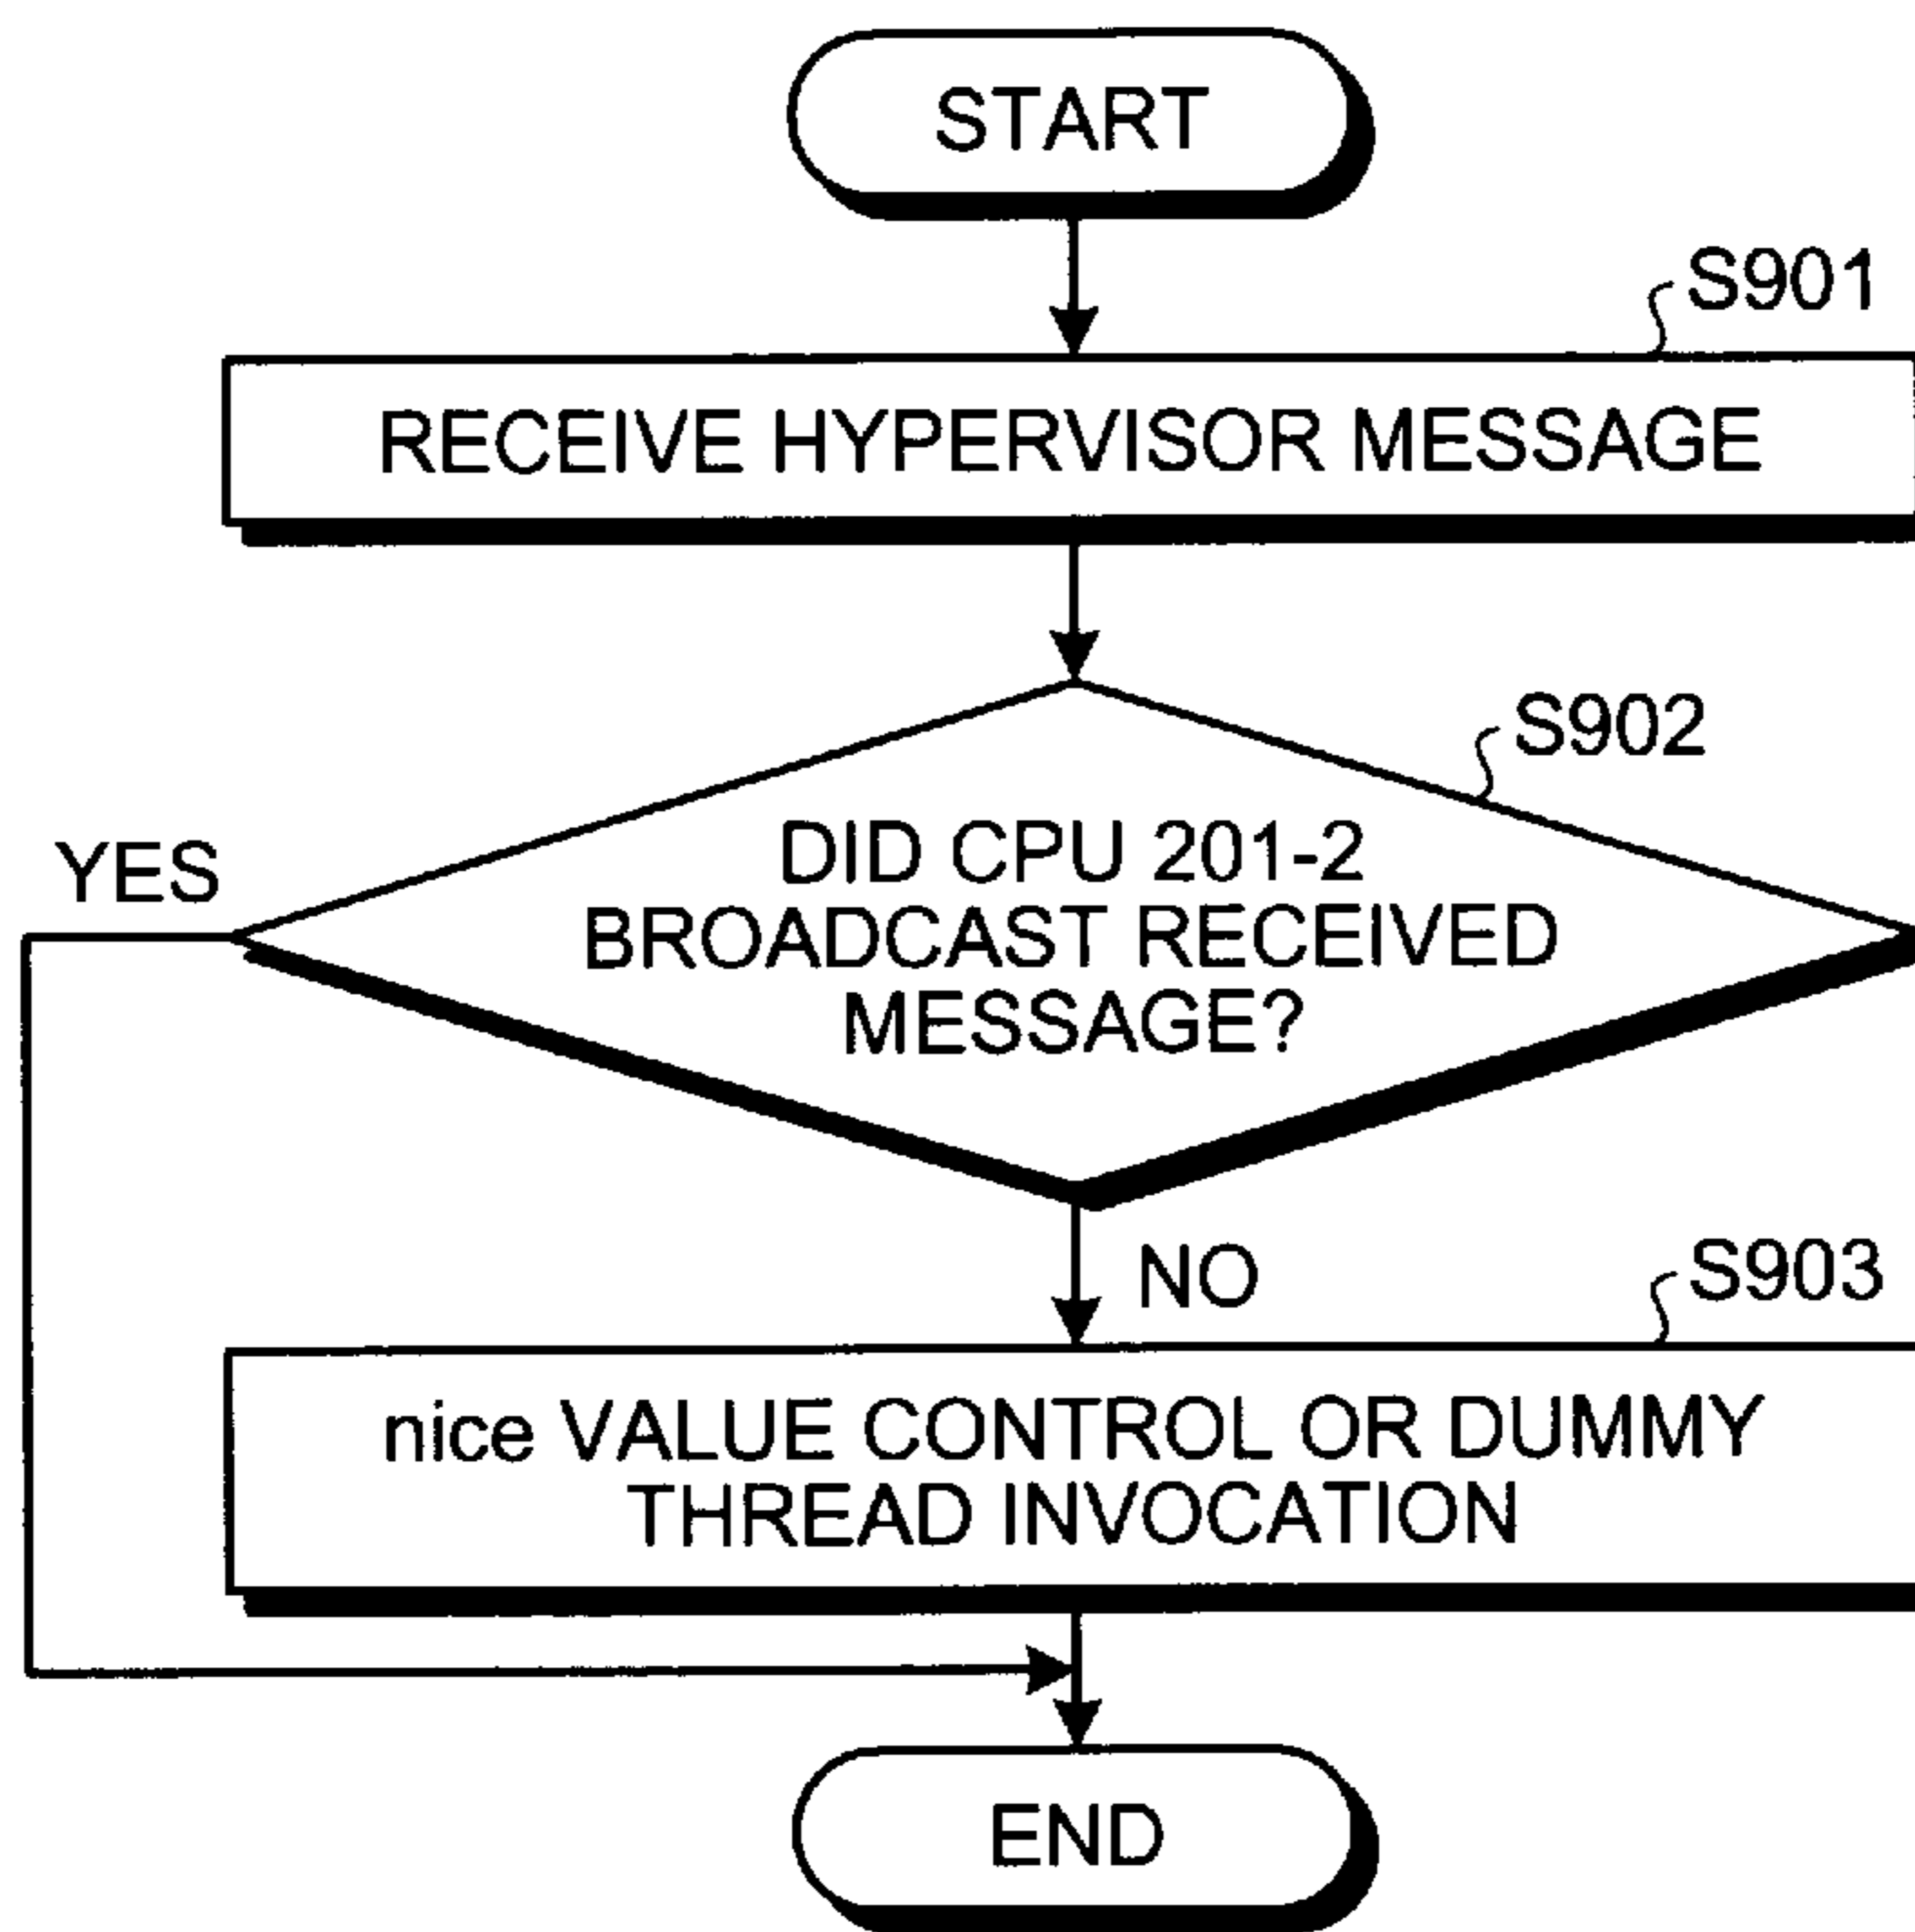 START
S901
RECEIVE HYPERVISOR MESSAGE
S902
DID CPU 201-2
BROADCAST RECEIVED
MESSAGE?
YES
NO
S903
nice VALUE CONTROL OR DUMMY
THREAD INVOCATION
END